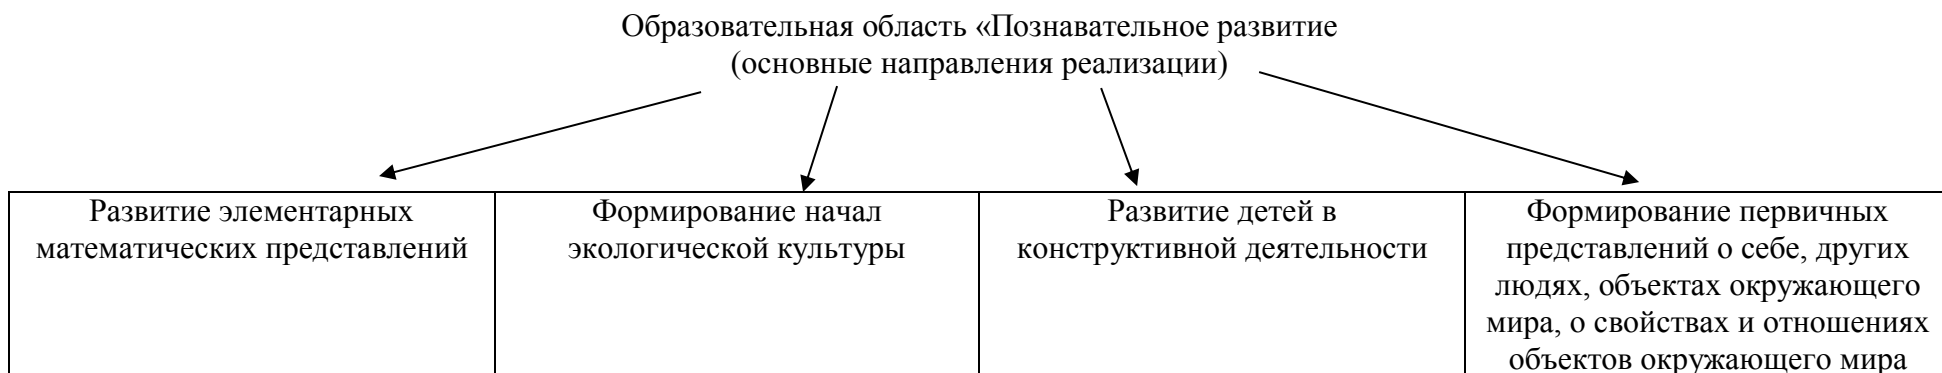 Образовательная область «Познавательное развитие
(основные направления реализации)
Развитие элементарных
математических представлений
Формирование начал
экологической культуры
Развитие детей в
конструктивной деятельности
Формирование первичных
представлений о себе, других
людях, объектах окружающего
мира, о свойствах и отношениях
объектов окружающего мира